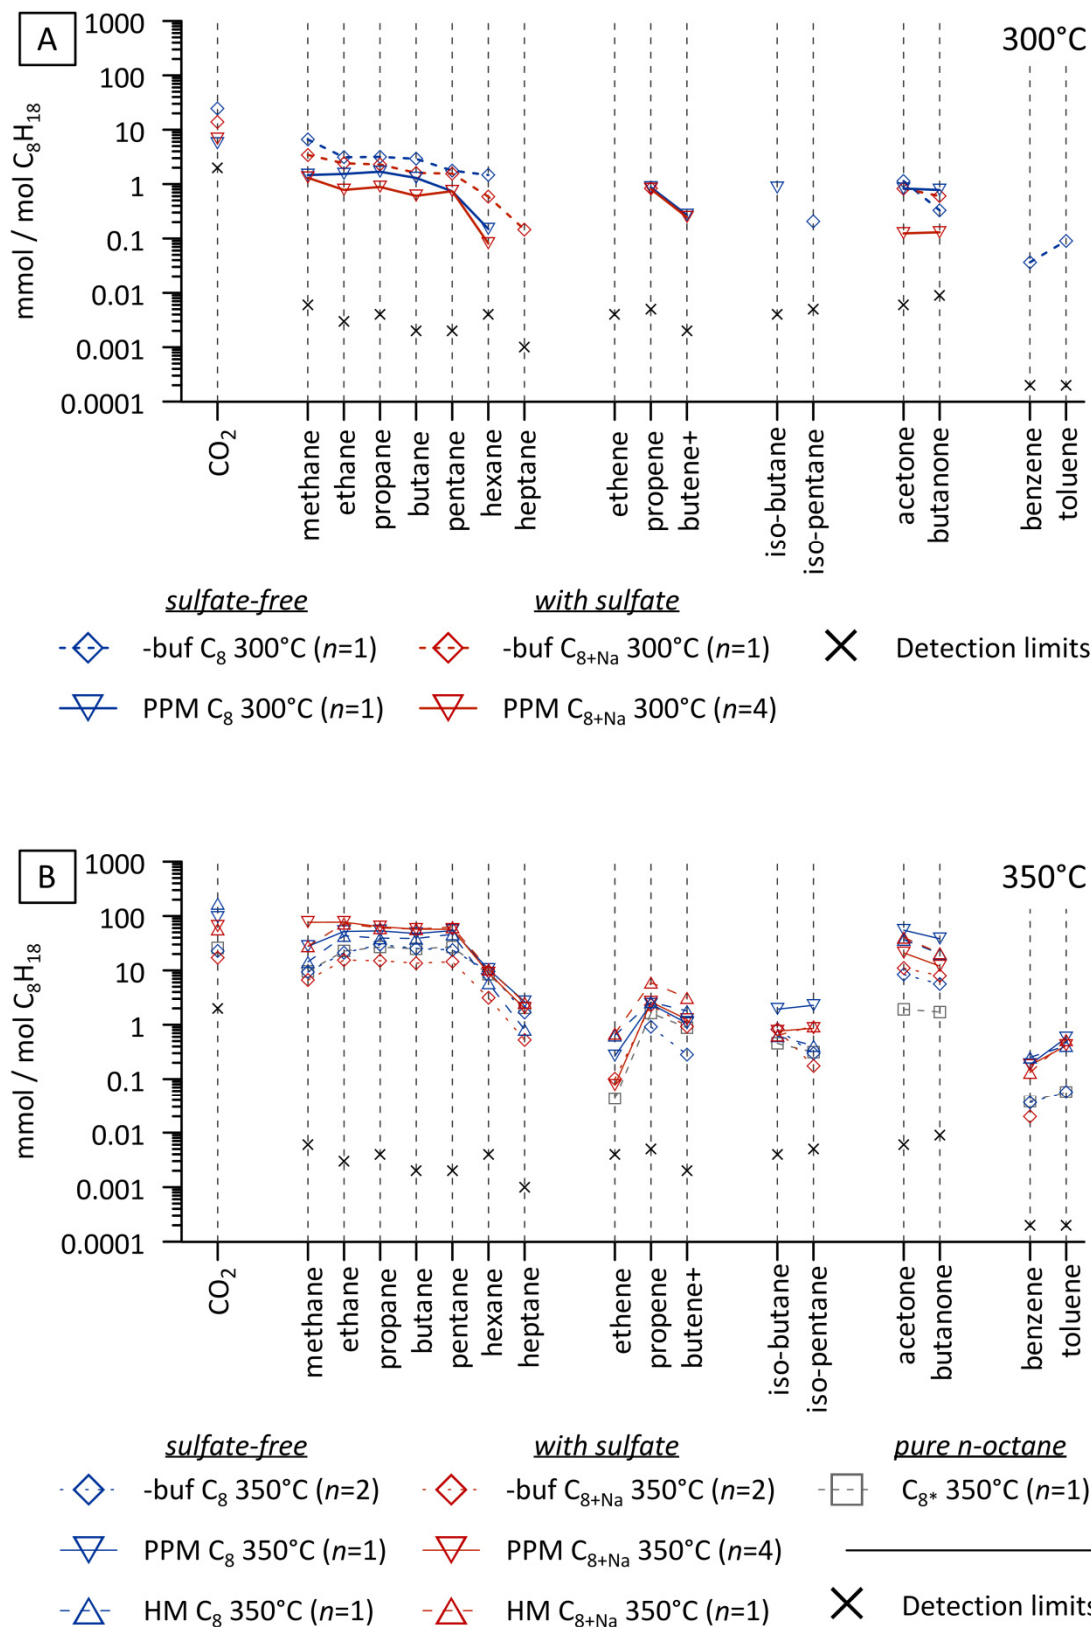 A
300°C
1000
100
10
1
0.1
0.01
0.001
0.0001
mmol / mol C₈H₁₈
CO₂
methane
ethane
propane
butane
pentane
hexane
heptane
ethene
propene
butene+
iso-butane
iso-pentane
acetone
butanone
benzene
toluene
sulfate-free
with sulfate
-buf C₈ 300°C (n=1)
-buf C₈₊Na 300°C (n=1)
Detection limits
PPM C₈ 300°C (n=1)
PPM C₈₊Na 300°C (n=4)
B
350°C
1000
100
10
1
0.1
0.01
0.001
0.0001
mmol / mol C₈H₁₈
CO₂
methane
ethane
propane
butane
pentane
hexane
heptane
ethene
propene
butene+
iso-butane
iso-pentane
acetone
butanone
benzene
toluene
sulfate-free
with sulfate
pure n-octane
-buf C₈ 350°C (n=2)
-buf C₈₊Na 350°C (n=2)
C₈* 350°C (n=1)
PPM C₈ 350°C (n=1)
PPM C₈₊Na 350°C (n=4)
HM C₈ 350°C (n=1)
HM C₈₊Na 350°C (n=1)
Detection limits